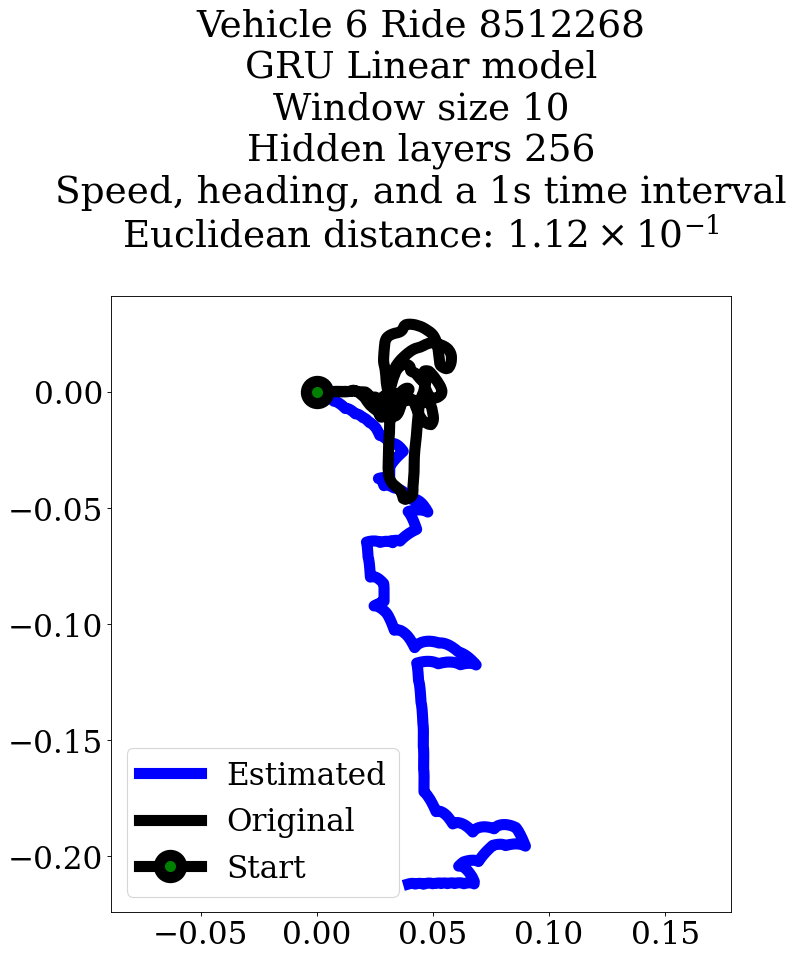 Vehicle 6 Ride 8512268
GRU Linear model
Window size 10
Hidden layers 256
Speed, heading, and a 1s time interval
Euclidean distance: 1.12 × 10⁻¹
0.00
−0.05
−0.10
−0.15
−0.20
Estimated
Original
Start
−0.05 0.00 0.05 0.10 0.15